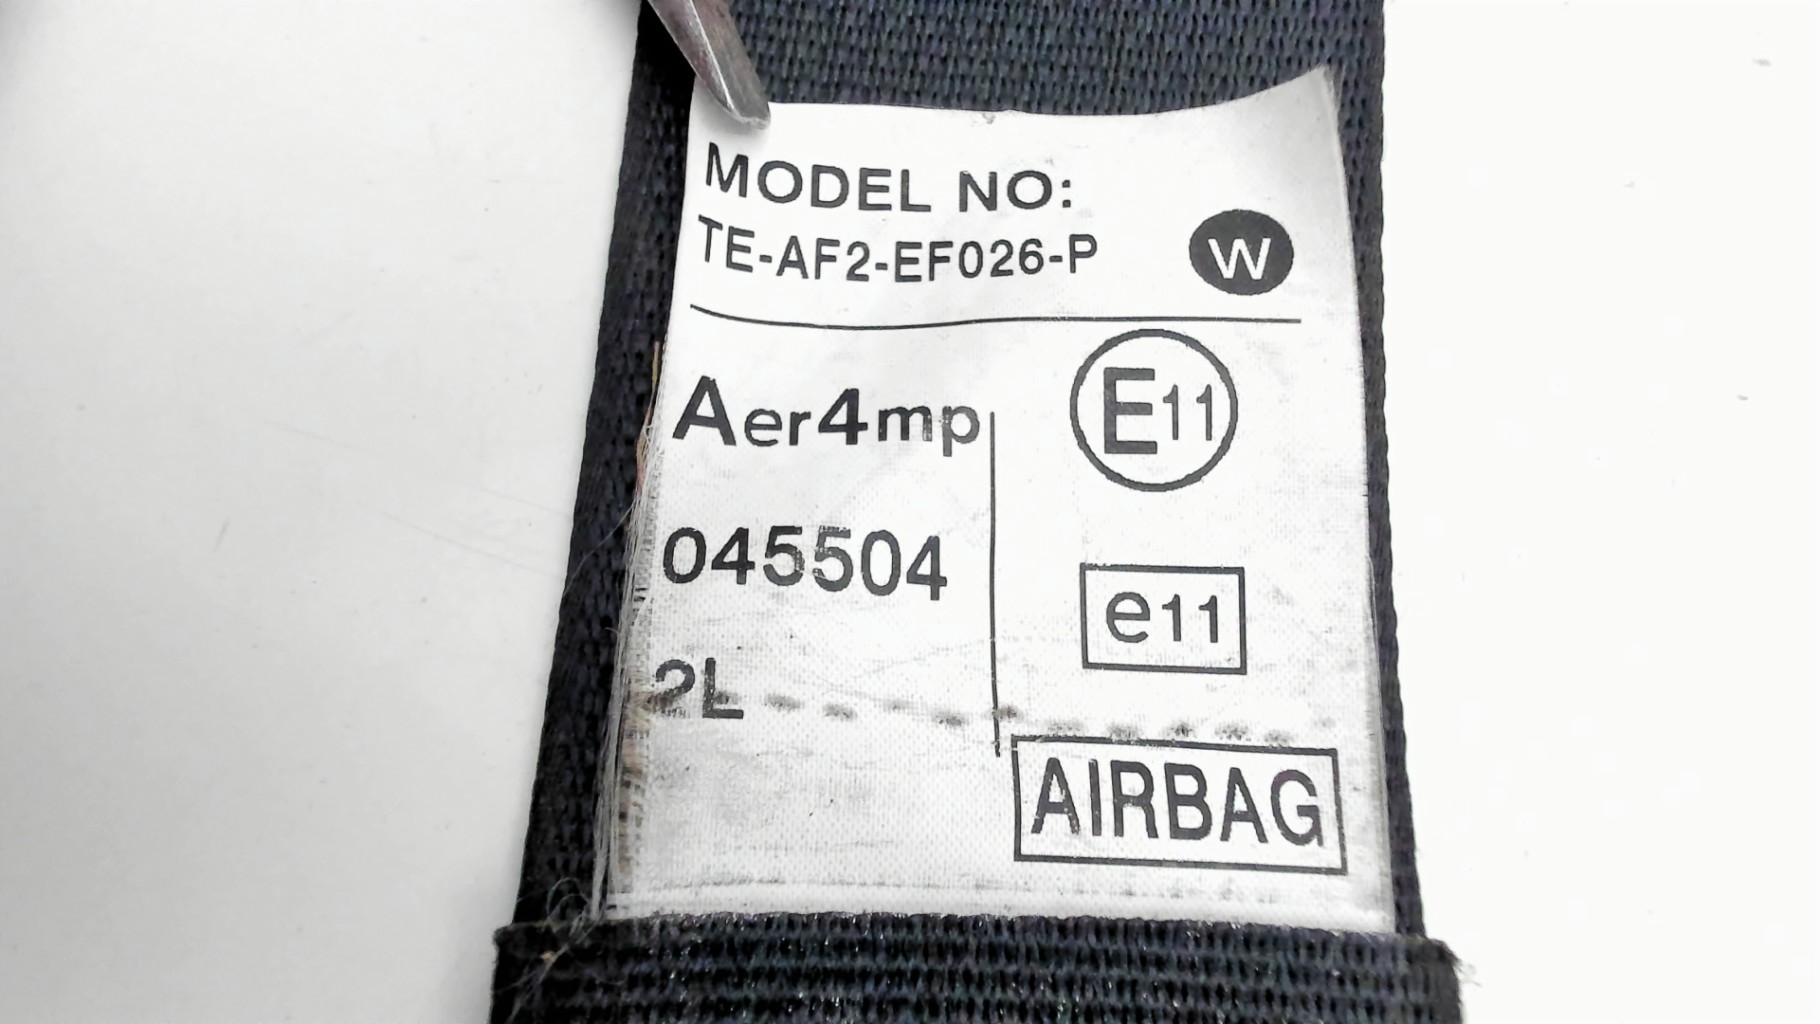 MODEL NO:
TE-AF2-EF026-P
W
Aer4mp
E11
045504
e11
2L
AIRBAG